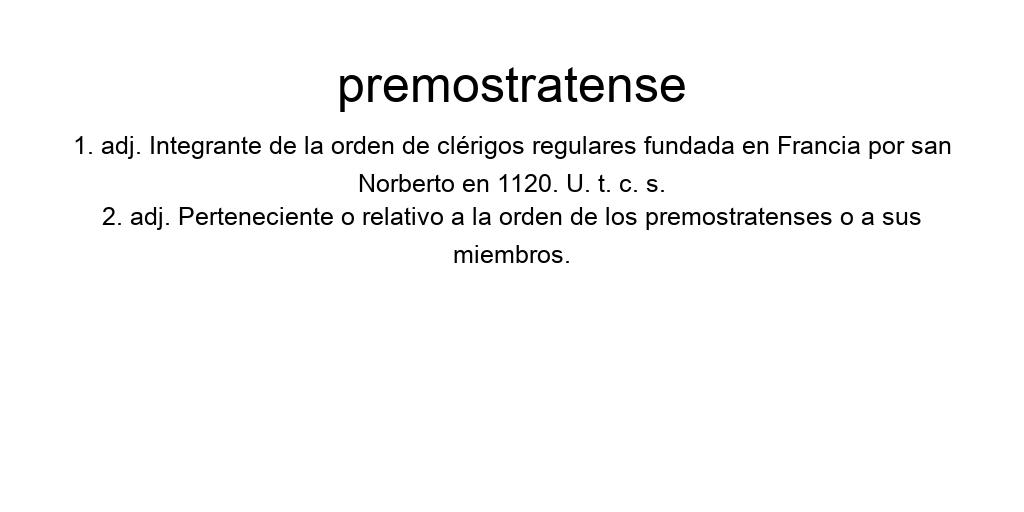 premostratense
1. adj. Integrante de la orden de clérigos regulares fundada en Francia por san
Norberto en 1120. U. t. c. s.
2. adj. Perteneciente o relativo a la orden de los premostratenses o a sus
miembros.